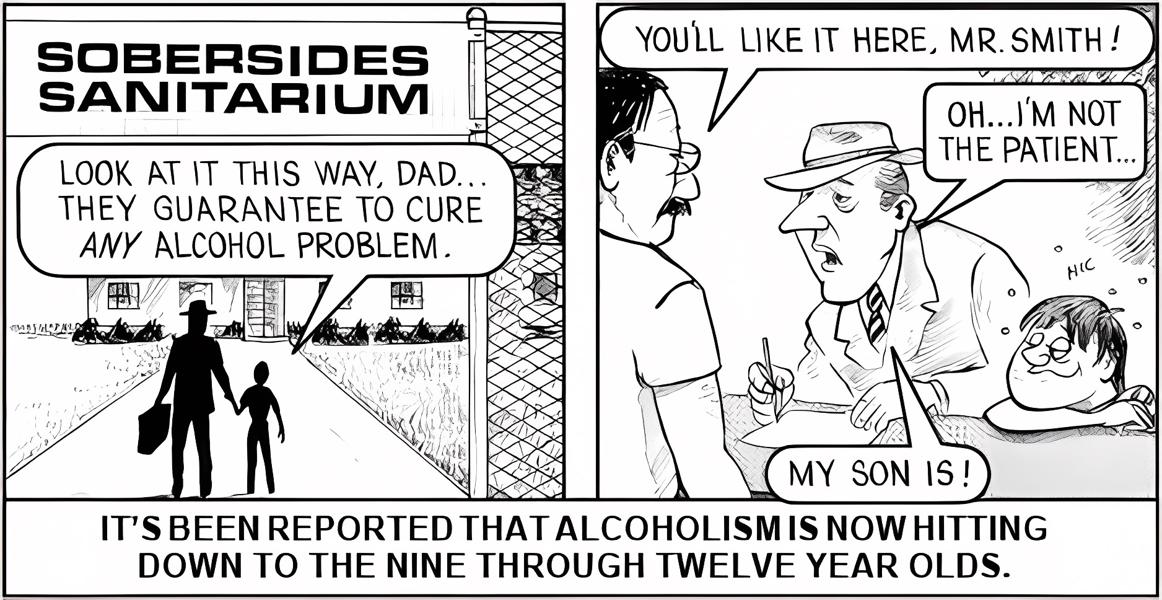 SOBERSIDES
SANITARIUM
LOOK AT IT THIS WAY, DAD...
THEY GUARANTEE TO CURE
ANY ALCOHOL PROBLEM.
YOU'LL LIKE IT HERE, MR. SMITH!
OH...I'M NOT
THE PATIENT...
HIC
MY SON IS!
IT'S BEEN REPORTED THAT ALCOHOLISM IS NOW HITTING
DOWN TO THE NINE THROUGH TWELVE YEAR OLDS.